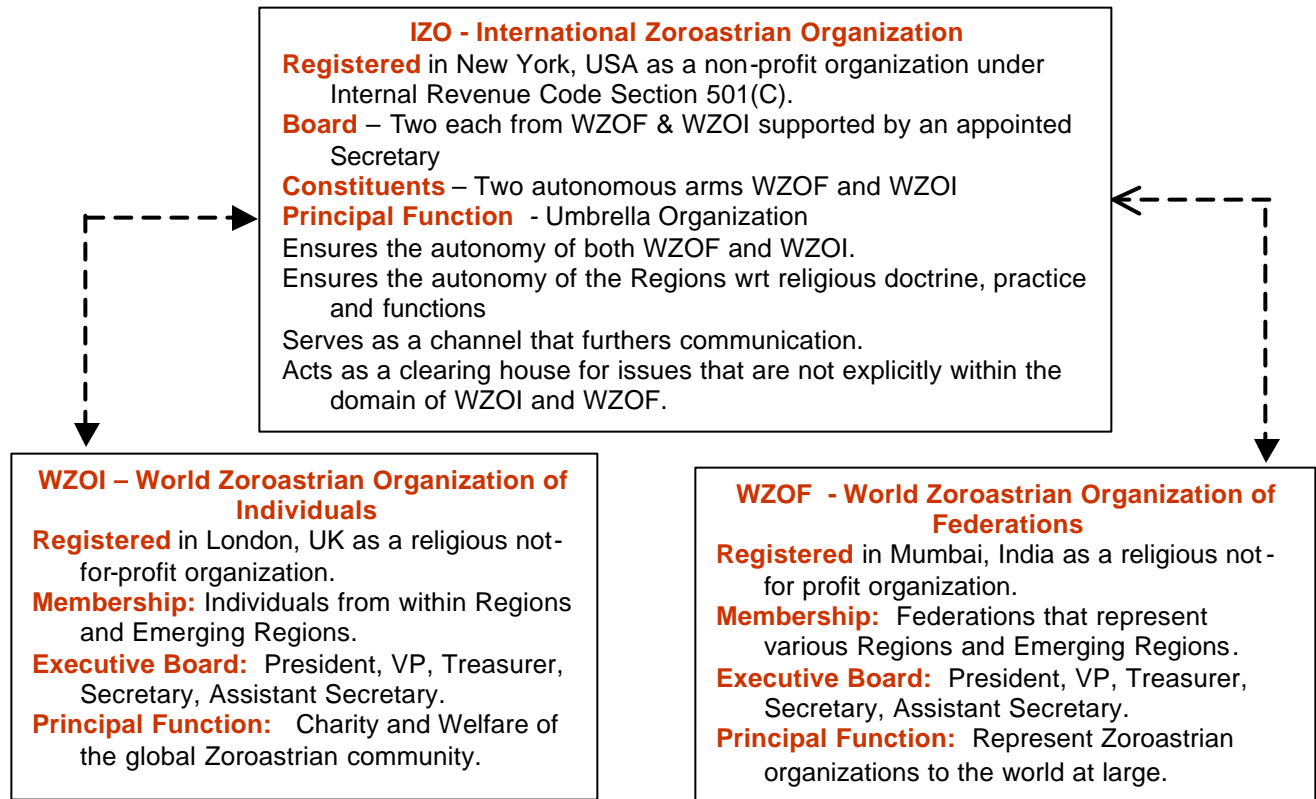 IZO - International Zoroastrian Organization
Registered in New York, USA as a non-profit organization under
Internal Revenue Code Section 501(C).
Board – Two each from WZOF & WZOI supported by an appointed
Secretary
Constituents – Two autonomous arms WZOF and WZOI
Principal Function - Umbrella Organization
Ensures the autonomy of both WZOF and WZOI.
Ensures the autonomy of the Regions wrt religious doctrine, practice
and functions
Serves as a channel that furthers communication.
Acts as a clearing house for issues that are not explicitly within the
domain of WZOI and WZOF.
WZOI – World Zoroastrian Organization of
Individuals
Registered in London, UK as a religious not-
for-profit organization.
Membership: Individuals from within Regions
and Emerging Regions.
Executive Board: President, VP, Treasurer,
Secretary, Assistant Secretary.
Principal Function: Charity and Welfare of
the global Zoroastrian community.
WZOF - World Zoroastrian Organization of
Federations
Registered in Mumbai, India as a religious not-
for profit organization.
Membership: Federations that represent
various Regions and Emerging Regions.
Executive Board: President, VP, Treasurer,
Secretary, Assistant Secretary.
Principal Function: Represent Zoroastrian
organizations to the world at large.